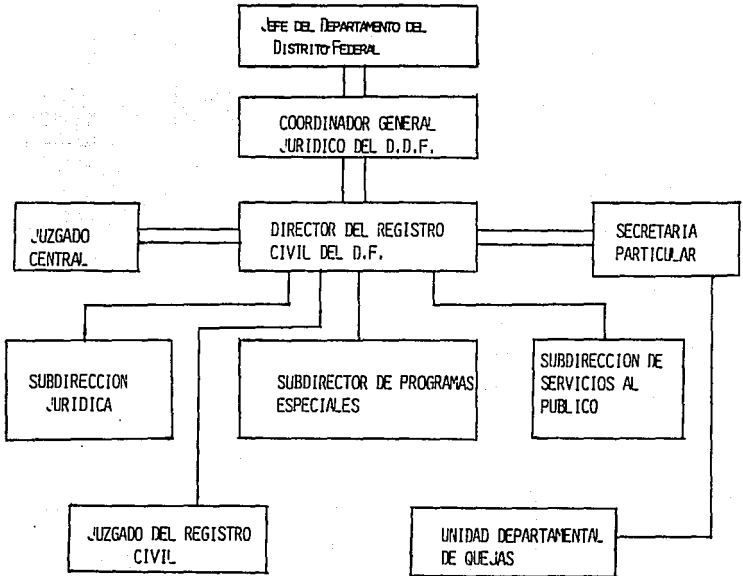 JEFE DEL DEPARTAMENTO DEL
DISTRITO FEDERAL
COORDINADOR GENERAL
JURIDICO DEL D.D.F.
JUZGADO
CENTRAL
DIRECTOR DEL REGISTRO
CIVIL DEL D.F.
SECRETARIA
PARTICULAR
SUBDIRECCION
JURIDICA
SUBDIRECTOR DE PROGRAMAS
ESPECIALES
SUBDIRECCION DE
SERVICIOS AL
PUBLICO
JUZGADO DEL REGISTRO
CIVIL
UNIDAD DEPARTAMENTAL
DE QUEJAS